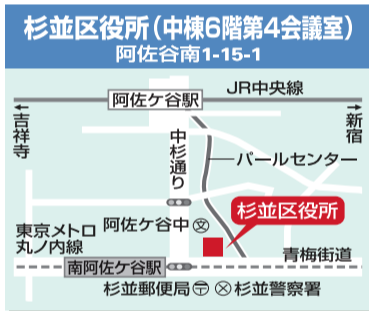 杉並区役所(中棟6階第4会議室)
阿佐谷南1-15-1
JR中央線
阿佐ケ谷駅
吉祥寺
新宿
中杉通り
パールセンター
阿佐ケ谷中 文
杉並区役所
東京メトロ
丸ノ内線
青梅街道
南阿佐ケ谷駅
杉並郵便局〒 杉並警察署